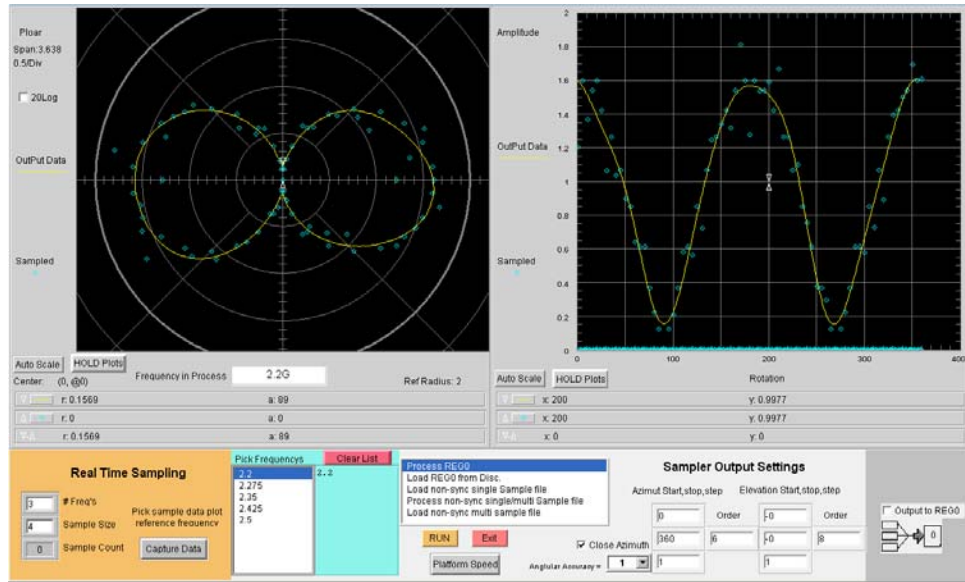 Ploar
Span:3.638
0.5/Div
20Log
OutPut Data
Sampled
Auto Scale
HOLD Plots
Center: (0, @0)
Frequency in Process
2.2G
Ref Radius: 2
r: 0.1569 a: 89
r: 0 a: 0
r: 0.1569 a: 89
Amplitude
OutPut Data
Sampled
2
1.8
1.6
1.4
1.2
1
0.8
0.6
0.4
0.2
0
0 100 200 300 400
Auto Scale
HOLD Plots
Rotation
x: 200 y: 0.9977
x: 200 y: 0.9977
x: 0 y: 0
Real Time Sampling
3 # Freq's
4 Sample Size
0 Sample Count
Pick sample data plot
reference frequency
Capture Data
Pick Frequencys
2.2
2.275
2.35
2.425
2.5
Clear List
2.2
Process REG0
Load REG0 from Disc.
Load non-sync single Sample file
Process non-sync single/multi Sample file
Load non-sync multi sample file
RUN
Exit
Platform Speed
Sampler Output Settings
Azimut Start,stop,step Elevation Start,stop,step
0 Order -0 Order
Close Azimuth 360 6 -0 8
Anglular Accuracy = 1 1 1
Output to REG0
0